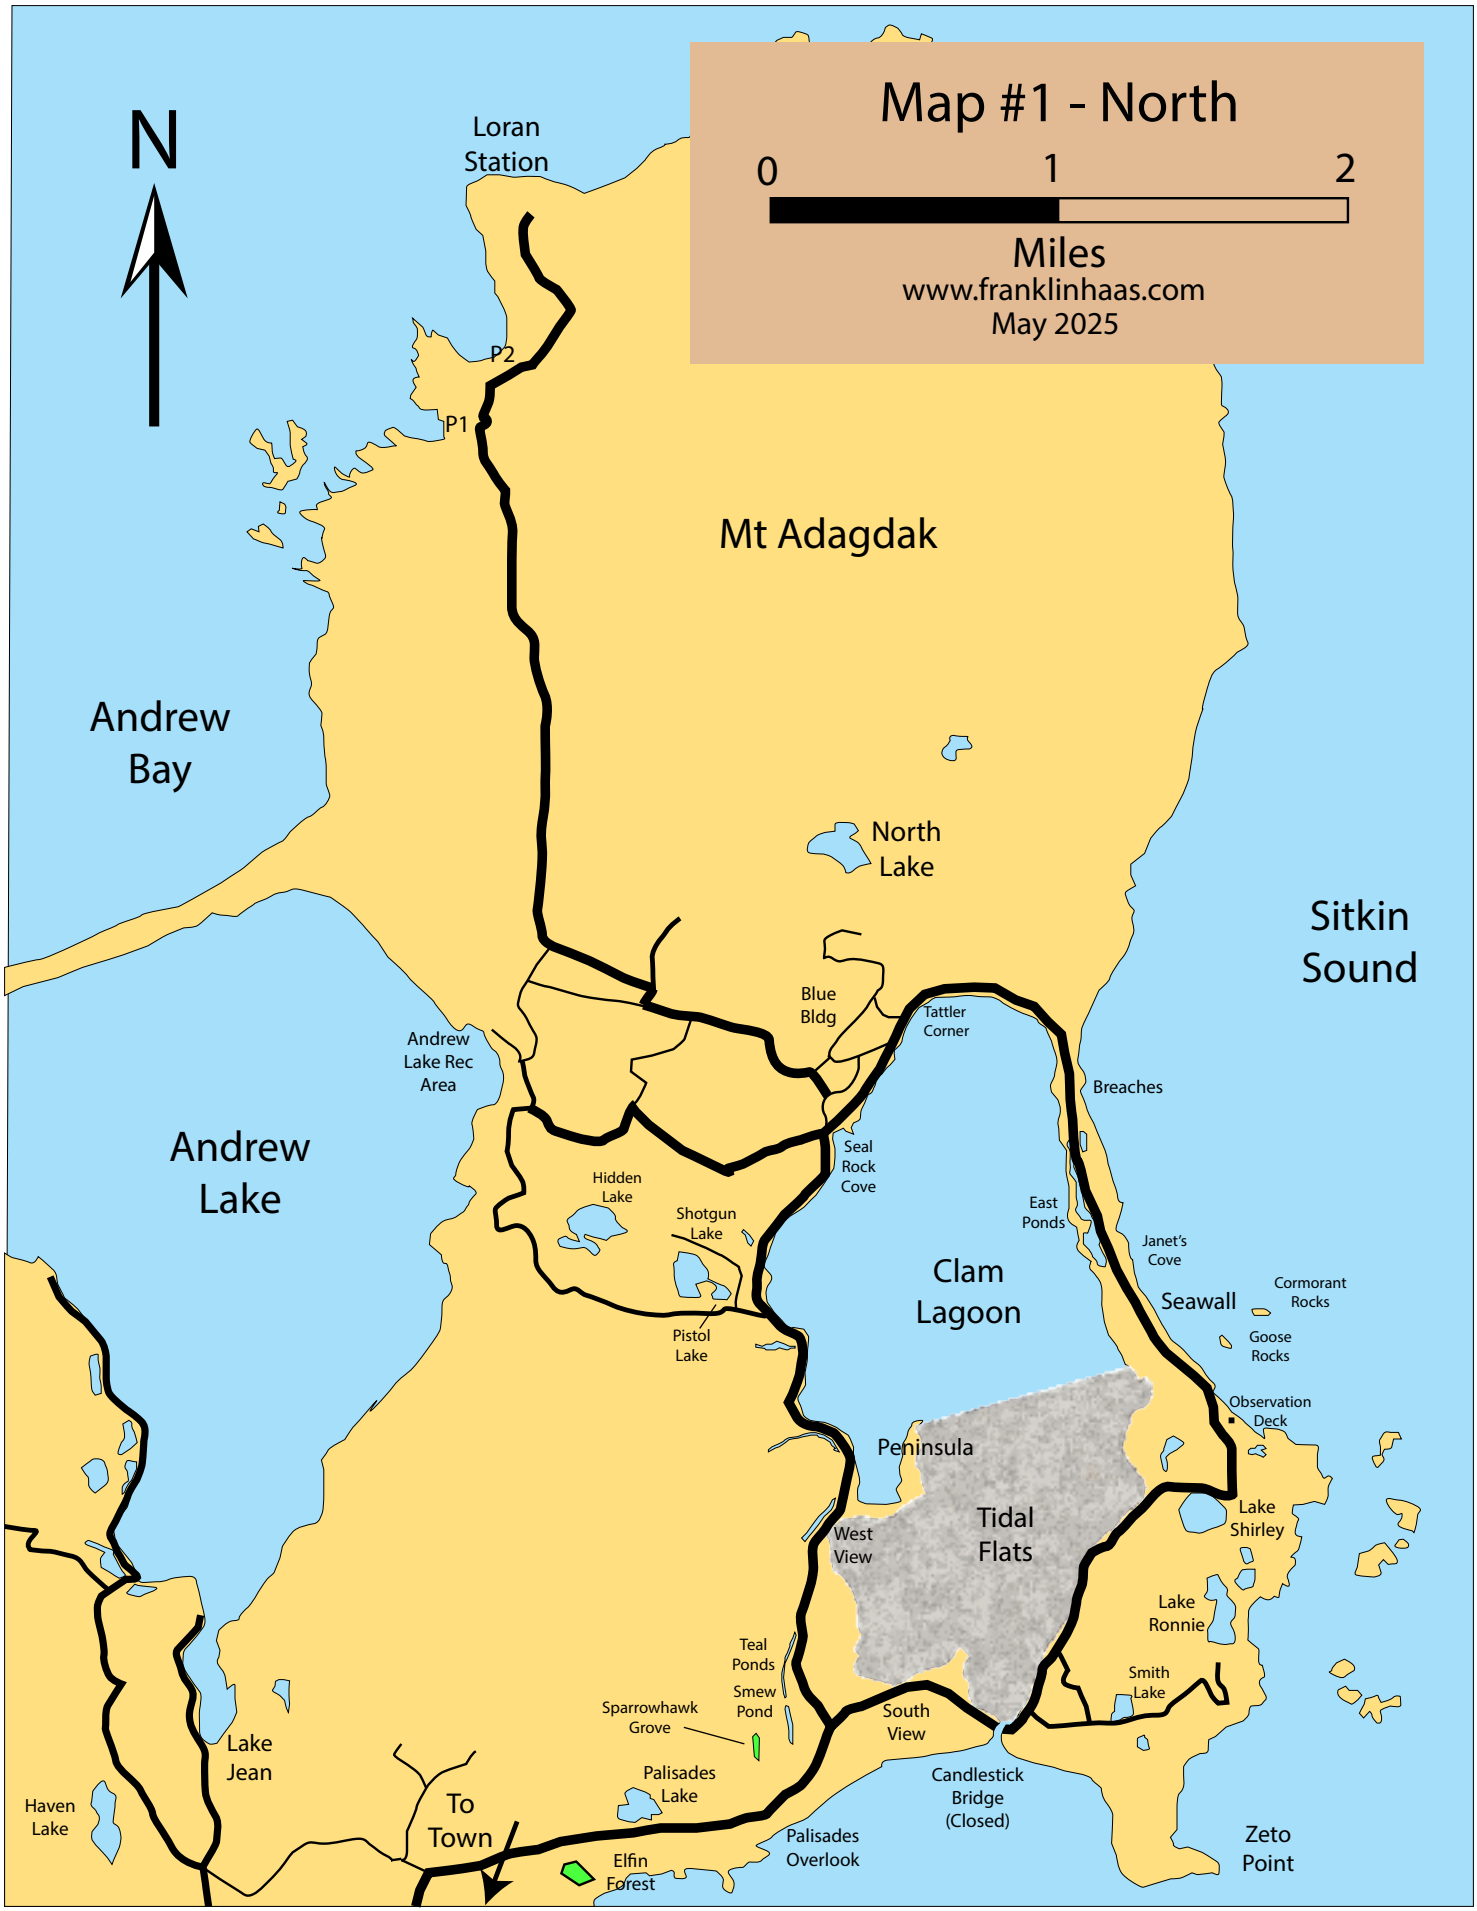 Map #1 - North
0 1 2
Miles
www.franklinhaas.com
May 2025
N
Loran
Station
P2
P1
Mt Adagdak
Andrew
Bay
North
Lake
Sitkin
Sound
Blue
Bldg
Tattler
Corner
Andrew
Lake Rec
Area
Breaches
Andrew
Lake
Seal
Rock
Cove
Hidden
Lake
Shotgun
Lake
East
Ponds
Janet's
Cove
Clam
Lagoon
Seawall
Cormorant
Rocks
Goose
Rocks
Pistol
Lake
Observation
Deck
Peninsula
Tidal
Flats
West
View
Lake
Shirley
Lake
Ronnie
Teal
Ponds
Smew
Pond
Smith
Lake
Sparrowhawk
Grove
South
View
Lake
Jean
Palisades
Lake
Candlestick
Bridge
(Closed)
Haven
Lake
To
Town
Palisades
Overlook
Zeto
Point
Elfin
Forest